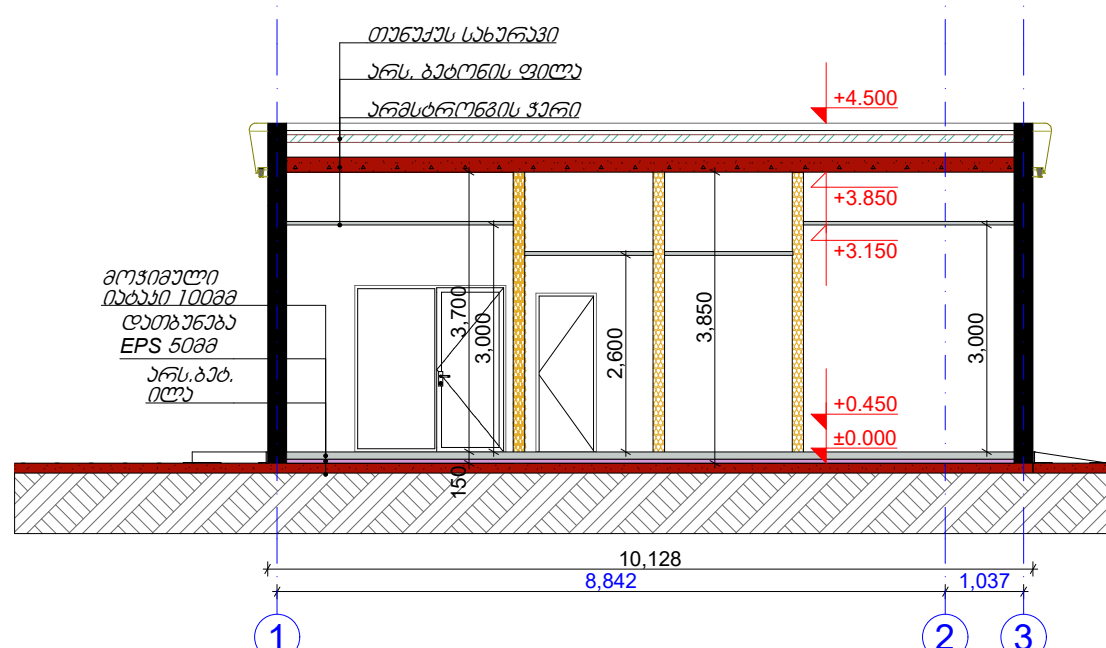 თუნუქუს სახურავი
არს. ბეტონის ფილა
არმსტრონგის ჭერი
+4.500
+3.850
+3.150
მოჭიმული
იატაკი 100მმ
დათბუნება
EPS 50მმ
არს.ბეტ.
ილა
3,700
3,000
2,600
3,850
3,000
+0.450
±0.000
150
10,128
8,842
1,037
1
2
3